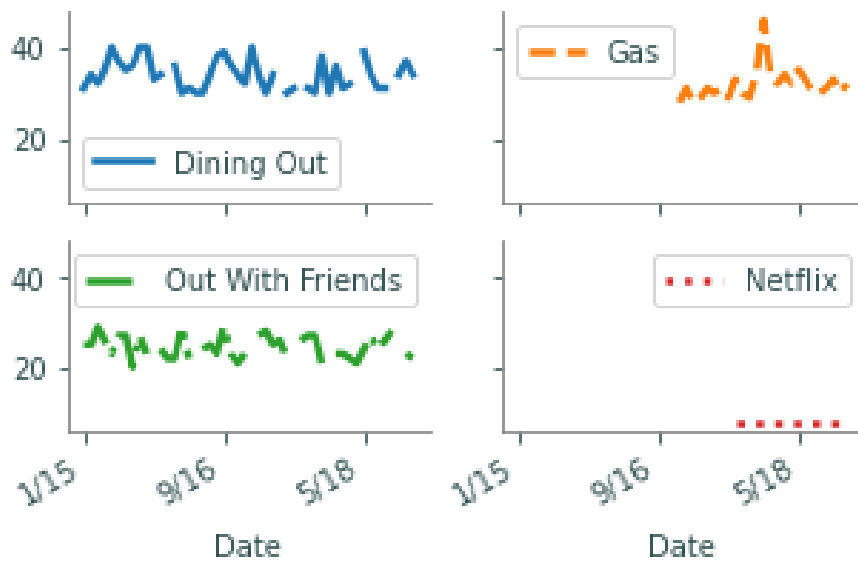 40
20
Dining Out
Gas
40
20
Out With Friends
Netflix
1/15
9/16
5/18
1/15
9/16
5/18
Date
Date